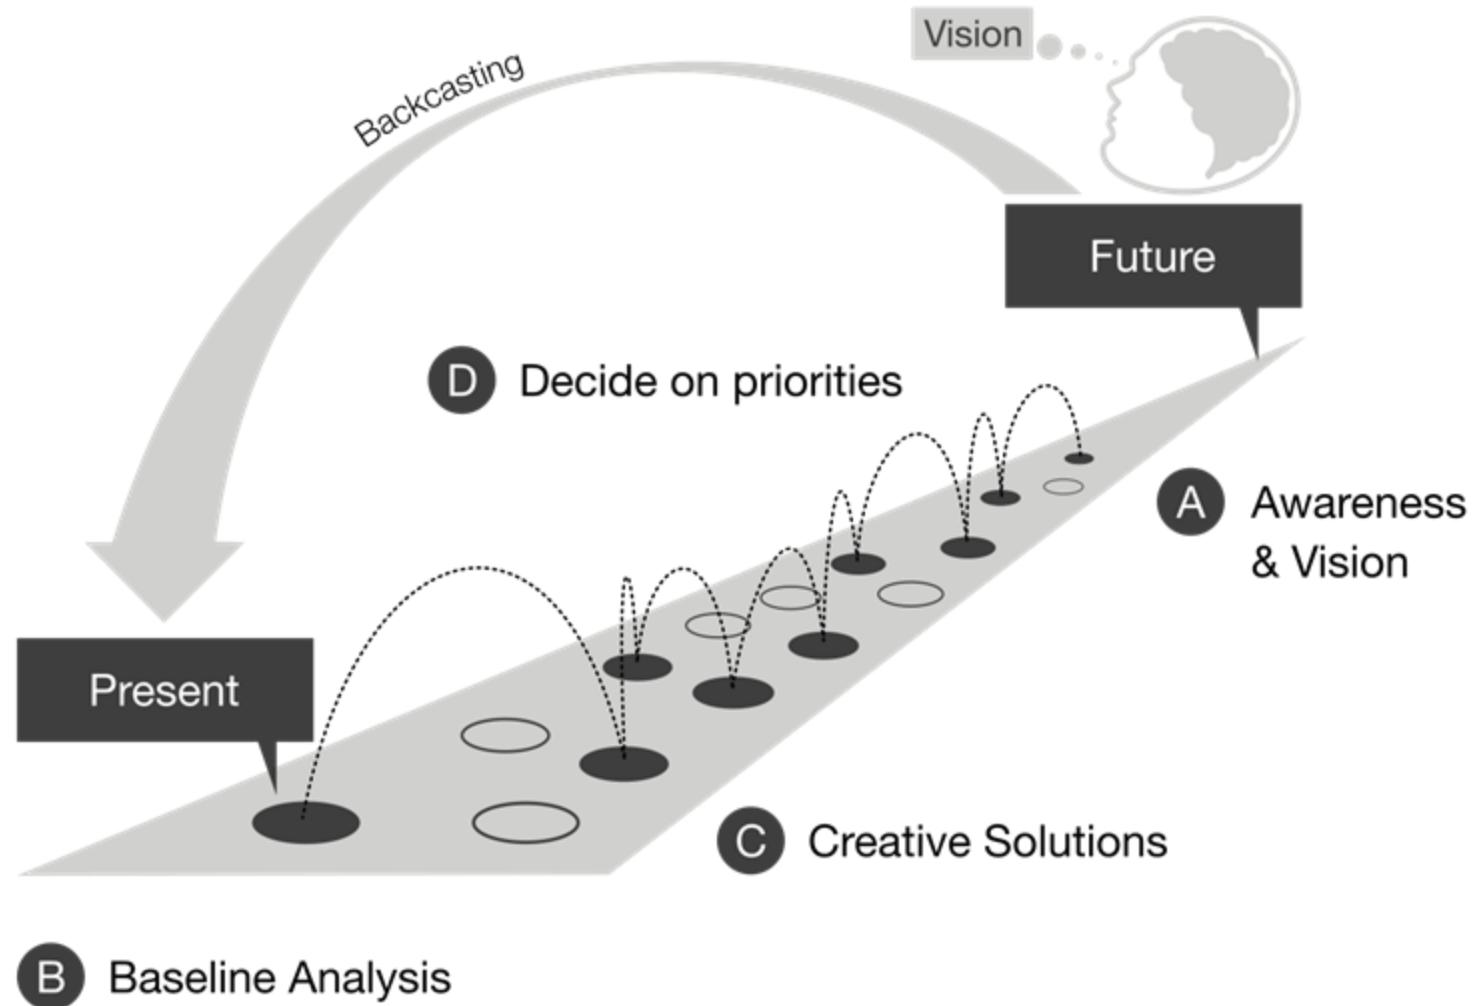 Vision
Backcasting
Future
D Decide on priorities
A Awareness
& Vision
Present
C Creative Solutions
B Baseline Analysis